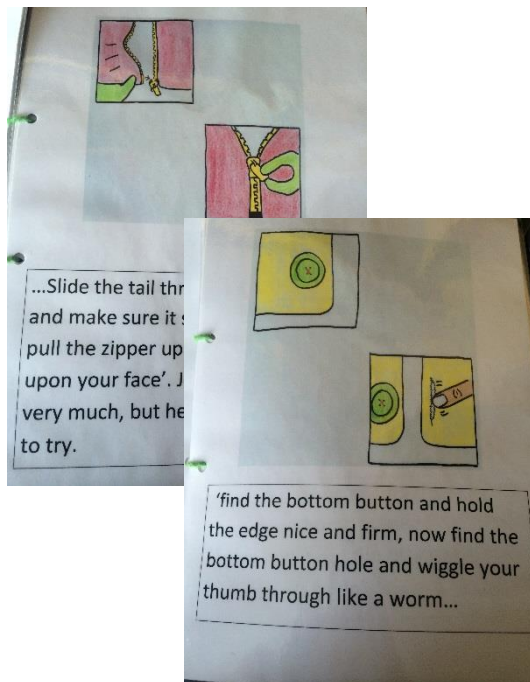 ...Slide the tail thr
and make sure it s
pull the zipper up
upon your face'. J
very much, but he
to try.
'find the bottom button and hold
the edge nice and firm, now find the
bottom button hole and wiggle your
thumb through like a worm...